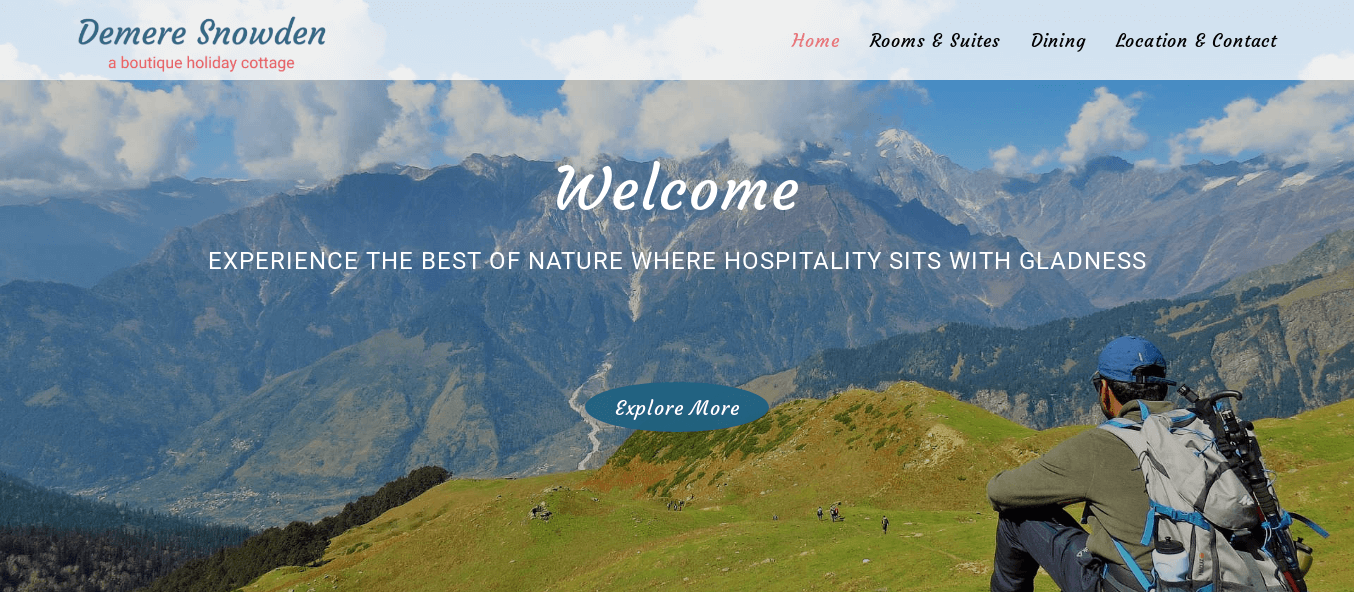 Demere Snowden
a boutique holiday cottage
Home
Rooms & Suites
Dining
Location & Contact
Welcome
EXPERIENCE THE BEST OF NATURE WHERE HOSPITALITY SITS WITH GLADNESS
Explore More